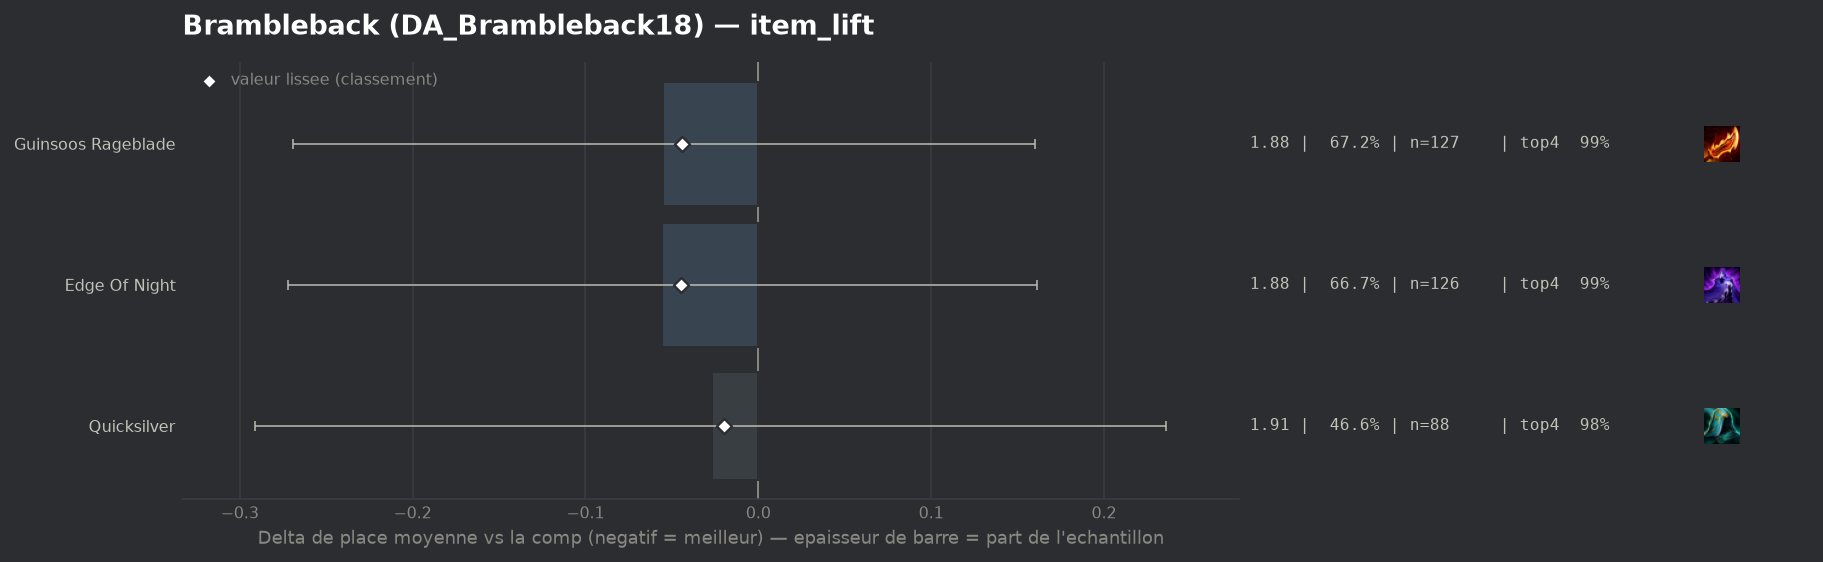 Brambleback (DA_Brambleback18) — item_lift
valeur lissee (classement)
Guinsoos Rageblade
1.88 | 67.2% | n=127 | top4 99%
Edge Of Night
1.88 | 66.7% | n=126 | top4 99%
Quicksilver
1.91 | 46.6% | n=88 | top4 98%
−0.3 −0.2 −0.1 0.0 0.1 0.2
Delta de place moyenne vs la comp (negatif = meilleur) — epaisseur de barre = part de l'echantillon